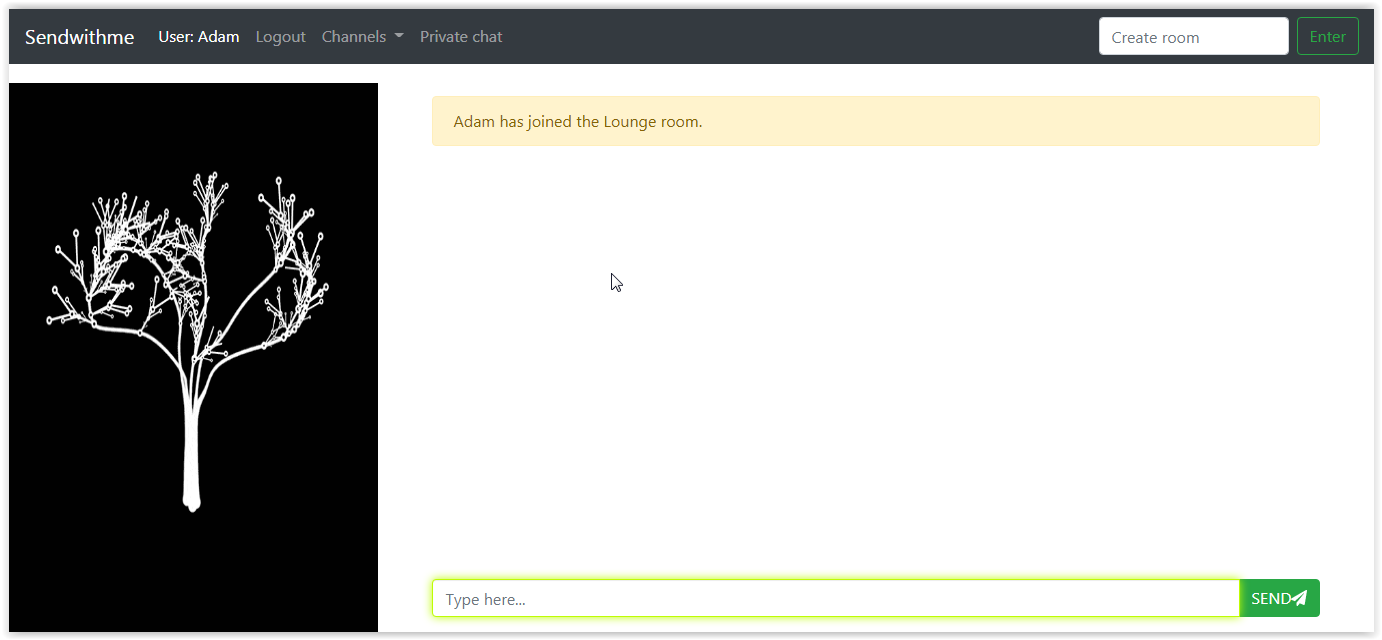 Sendwithme User: Adam Logout Channels Private chat Create room Enter
Adam has joined the Lounge room.
Type here... SEND